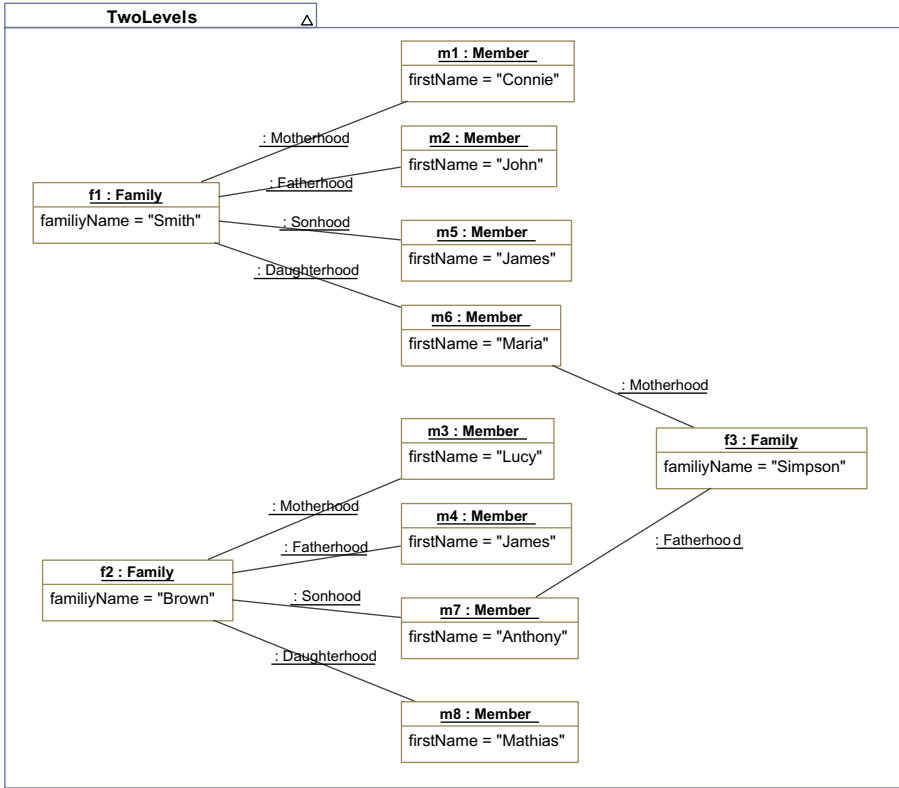 TwoLevels
m1 : Member
firstName = "Connie"
: Motherhood
m2 : Member
firstName = "John"
: Fatherhood
f1 : Family
familiyName = "Smith"
: Sonhood
m5 : Member
firstName = "James"
: Daughterhood
m6 : Member
firstName = "Maria"
: Motherhood
m3 : Member
firstName = "Lucy"
f3 : Family
familiyName = "Simpson"
: Motherhood
m4 : Member
firstName = "James"
: Fatherhood
: Fatherhood
f2 : Family
familiyName = "Brown"
: Sonhood
m7 : Member
firstName = "Anthony"
: Daughterhood
m8 : Member
firstName = "Mathias"